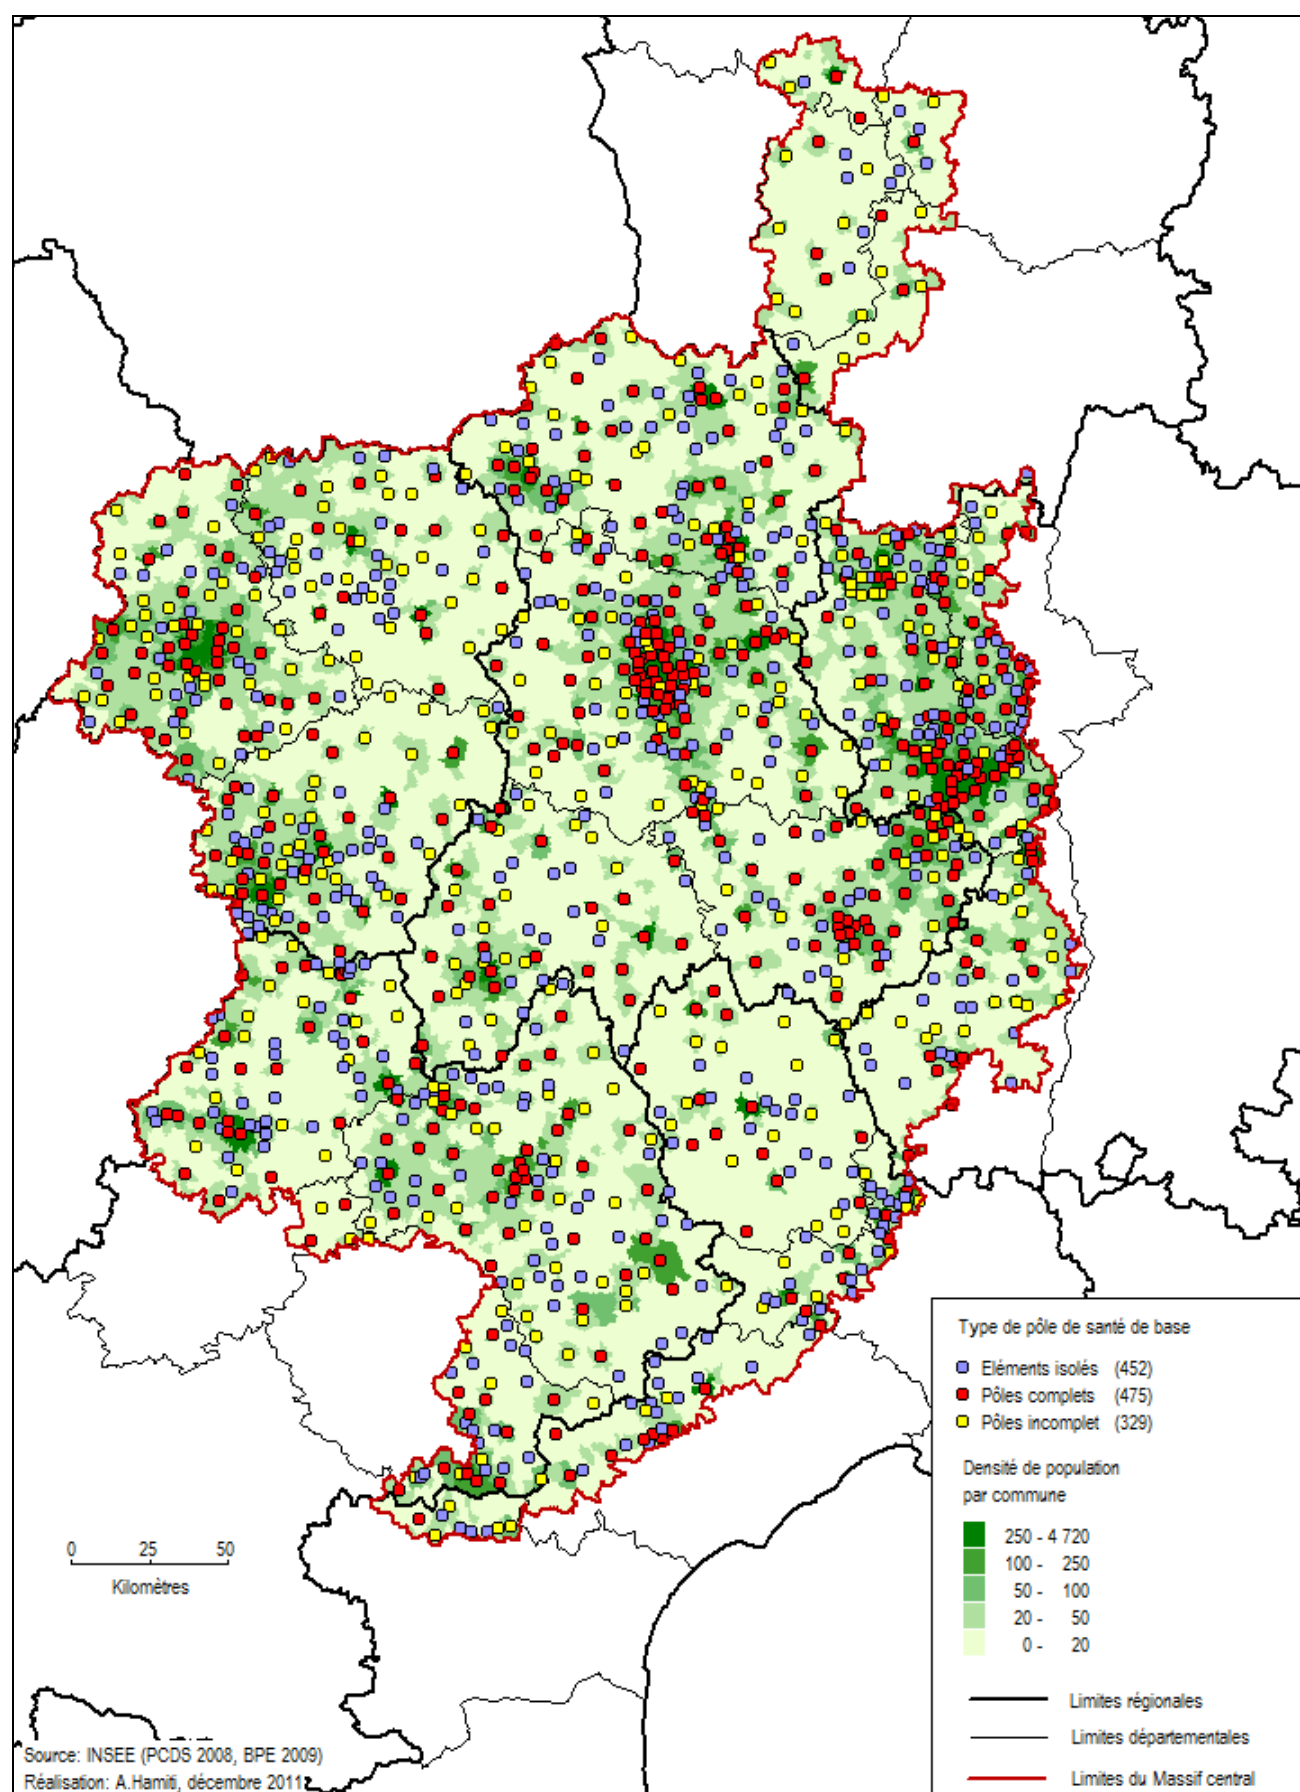 Type de pôle de santé de base
Eléments isolés (452)
Pôles complets (475)
Pôles incomplet (329)
Densité de population
par commune
250 - 4 720
100 - 250
50 - 100
20 - 50
0 - 20
Limites régionales
Limites départementales
Limites du Massif central
0 25 50
Kilomètres
Source: INSEE (PCDS 2008, BPE 2009)
Réalisation: A.Hamiti, décembre 2011